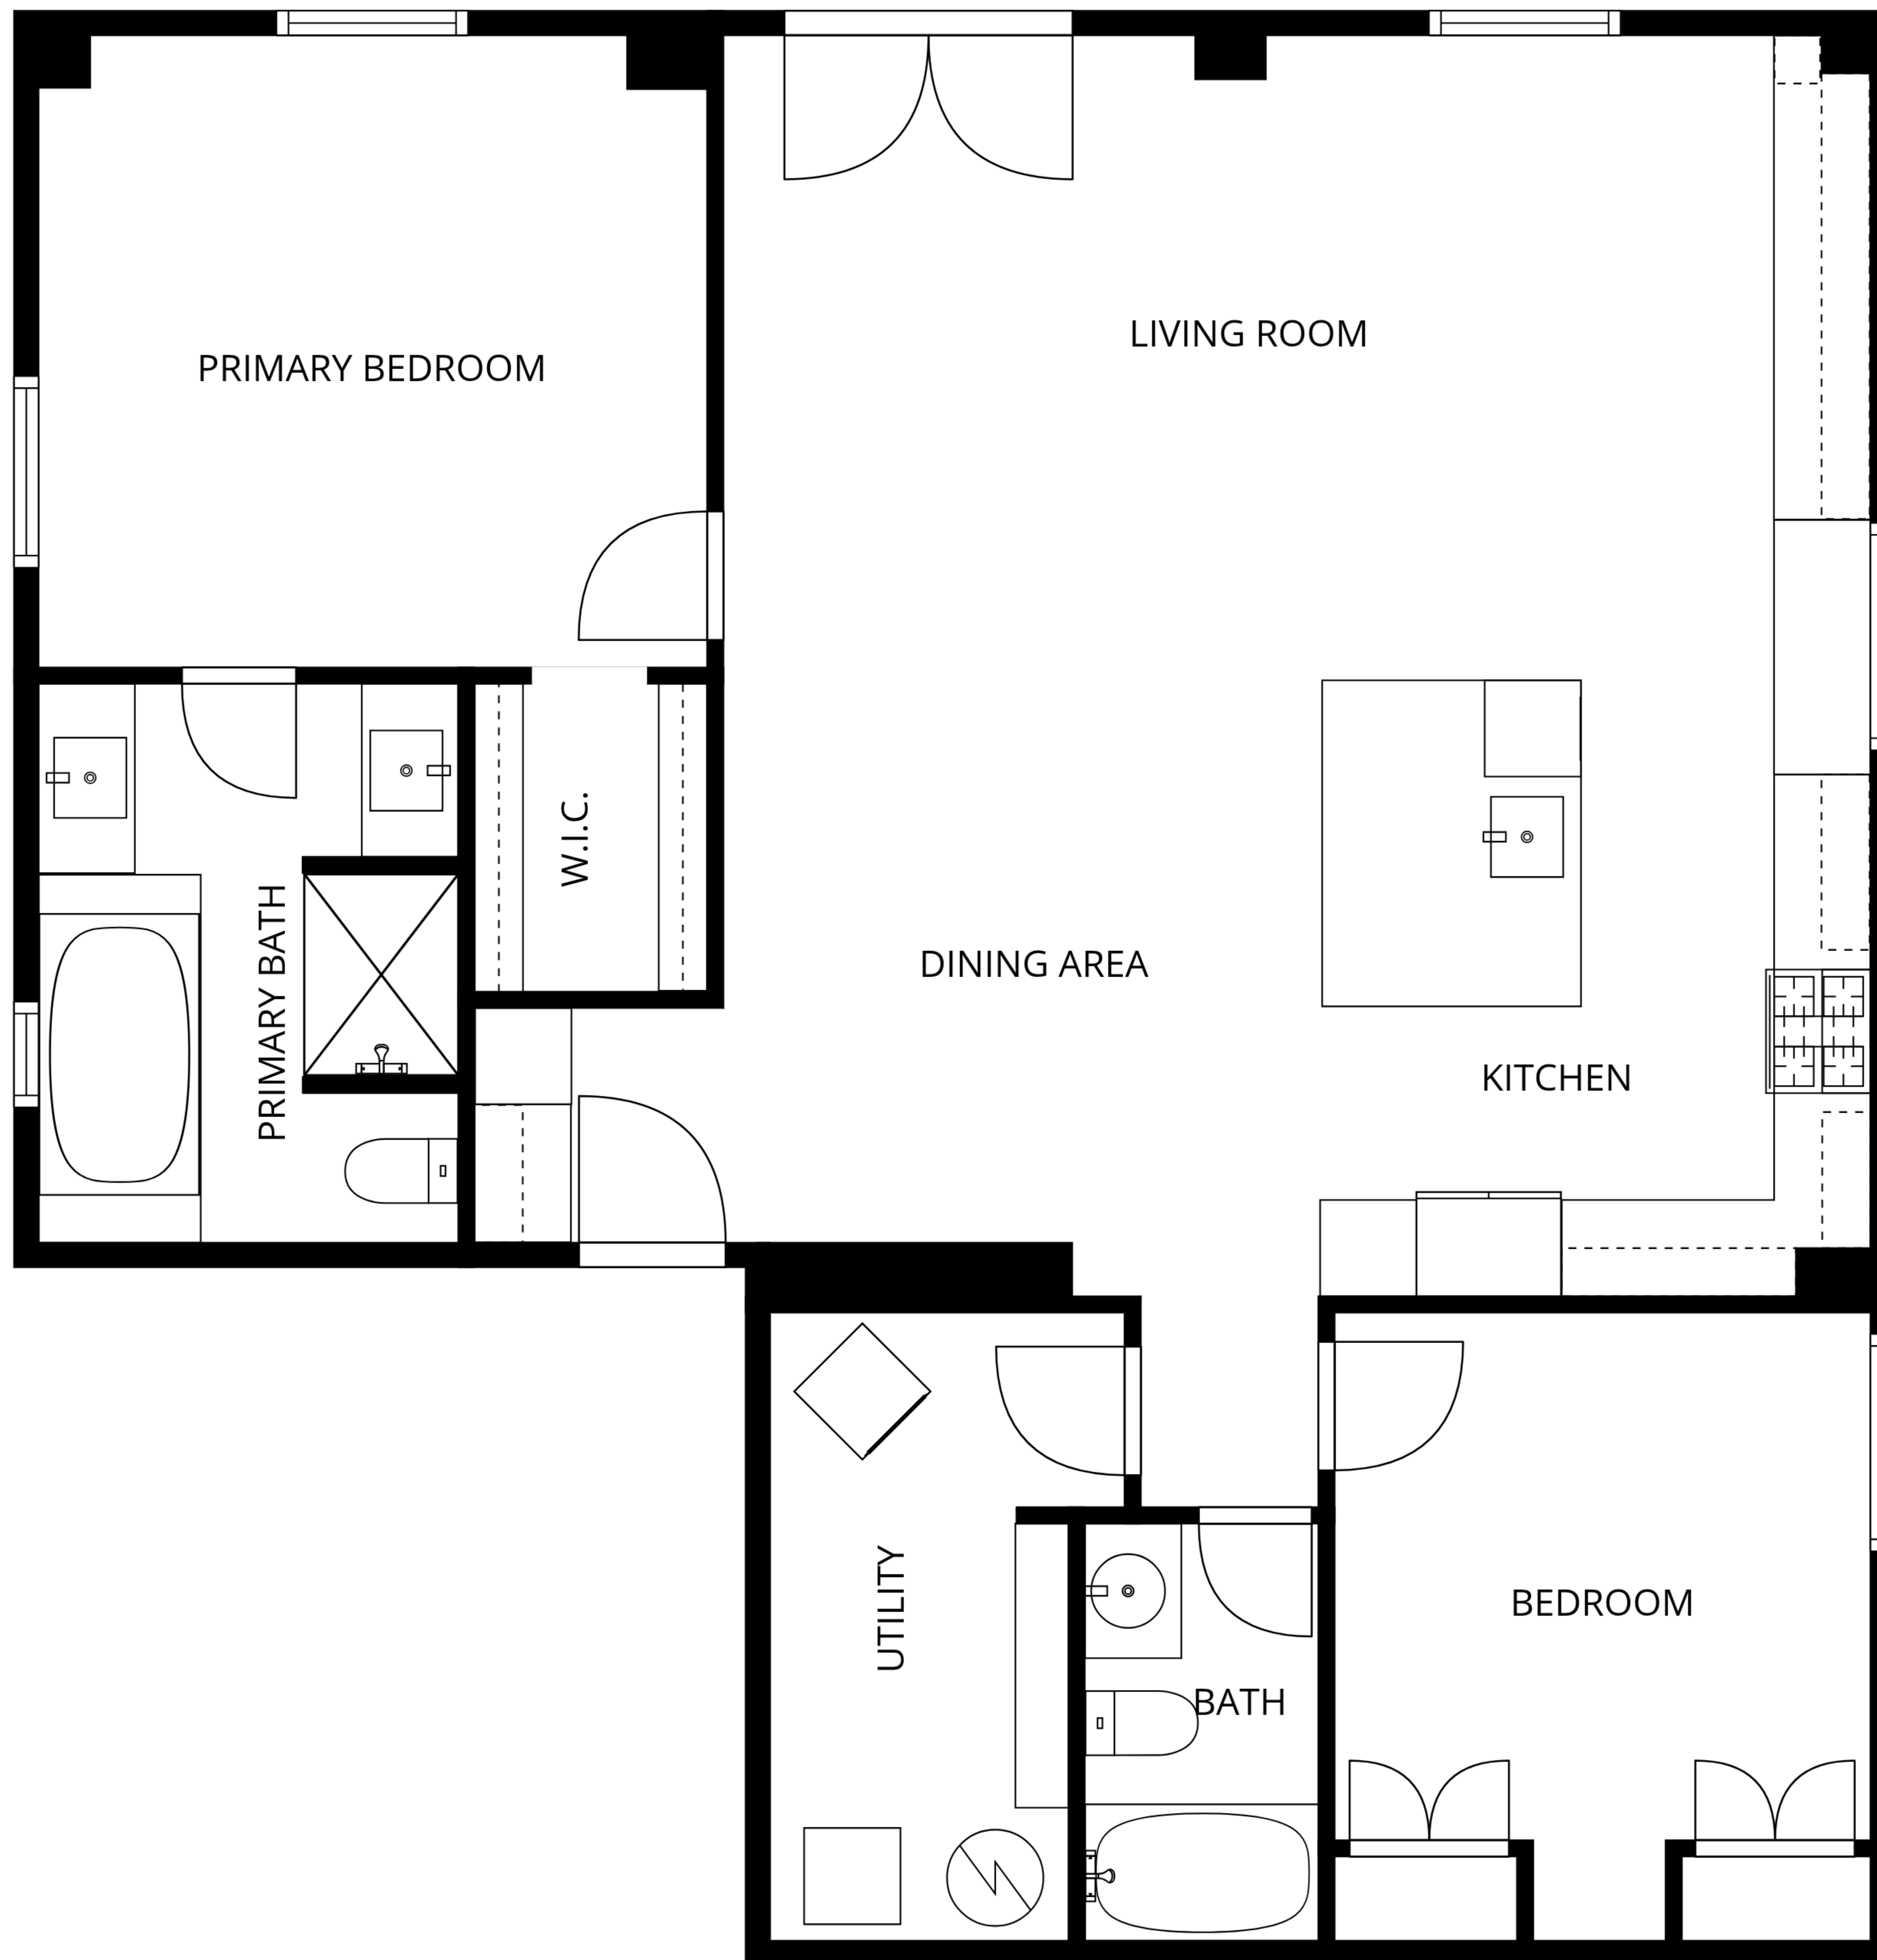 LIVING ROOM
PRIMARY BEDROOM
W.I.C.
PRIMARY BATH
DINING AREA
KITCHEN
UTILITY
BEDROOM
BATH